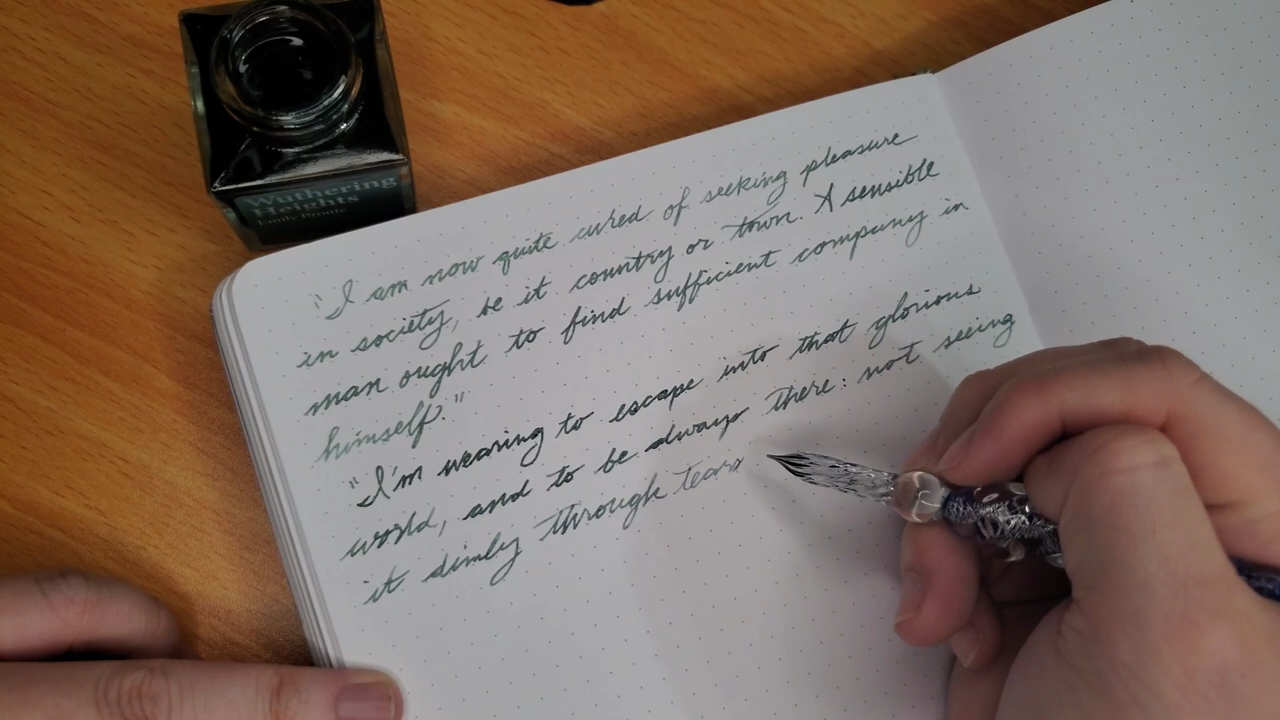 Wuthering
Heights
Emily Brontë
"I am now quite cured of seeking pleasure
in society, be it country or town. A sensible
man ought to find sufficient company in
himself."
"I'm wearing to escape into that glorious
world, and to be always there: not seeing
it dimly through tears